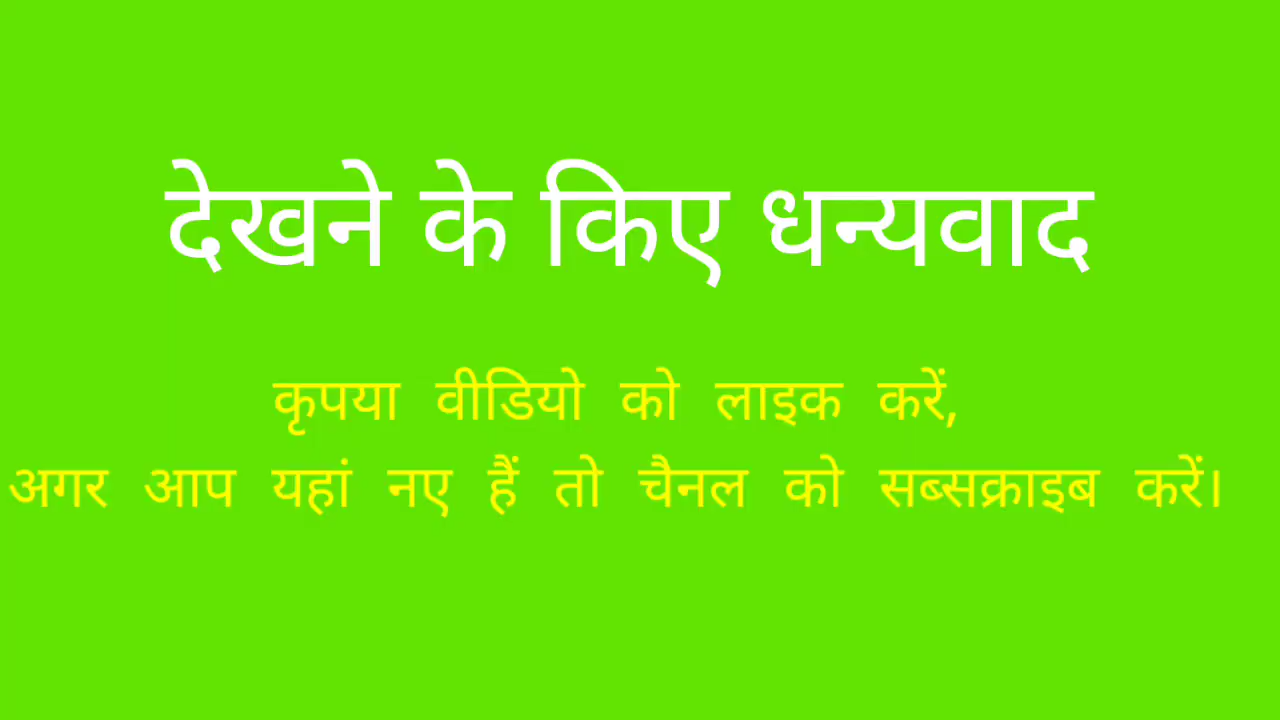 देखने के किए धन्यवाद
कृपया वीडियो को लाइक करें,
अगर आप यहां नए हैं तो चैनल को सब्सक्राइब करें।